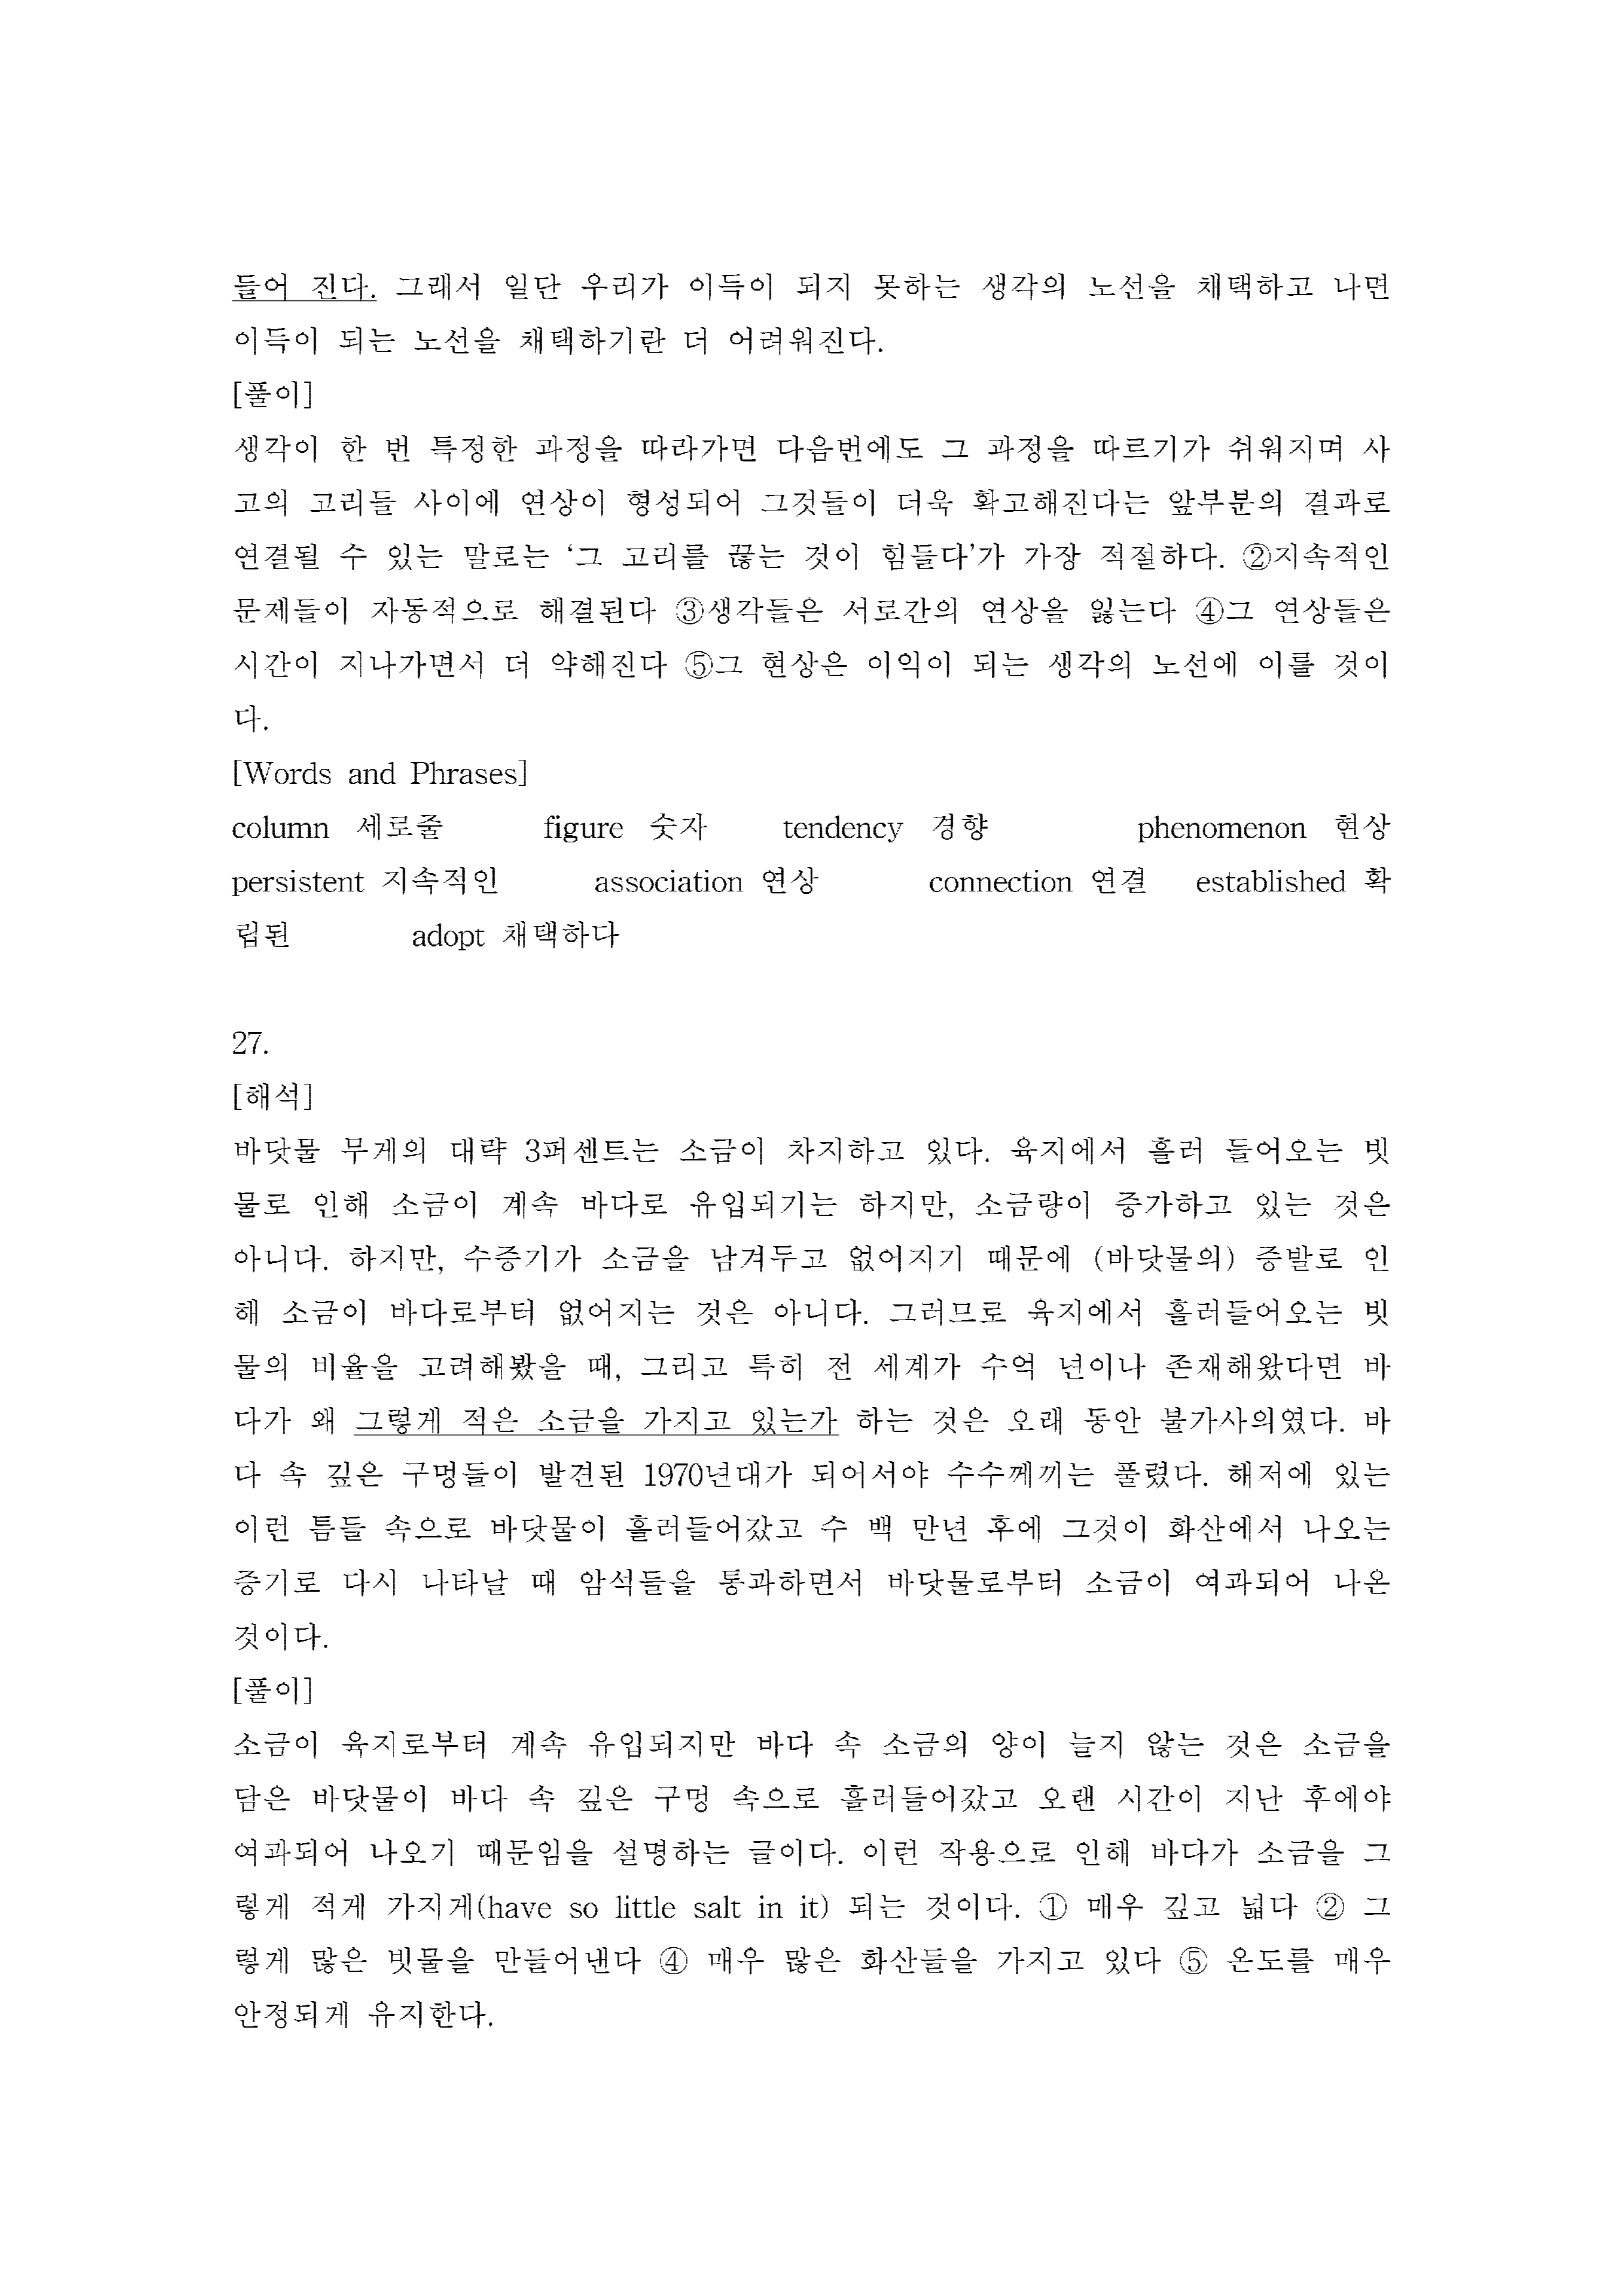 들어 진다. 그래서 일단 우리가 이득이 되지 못하는 생각의 노선을 채택하고 나면
이득이 되는 노선을 채택하기란 더 어려워진다.
[풀이]
생각이 한 번 특정한 과정을 따라가면 다음번에도 그 과정을 따르기가 쉬워지며 사
고의 고리들 사이에 연상이 형성되어 그것들이 더욱 확고해진다는 앞부분의 결과로
연결될 수 있는 말로는 ‘그 고리를 끊는 것이 힘들다’가 가장 적절하다. ②지속적인
문제들이 자동적으로 해결된다 ③생각들은 서로간의 연상을 잃는다 ④그 연상들은
시간이 지나가면서 더 약해진다 ⑤그 현상은 이익이 되는 생각의 노선에 이를 것이
다.
[Words and Phrases]
column 세로줄 figure 숫자 tendency 경향 phenomenon 현상
persistent 지속적인 association 연상 connection 연결 established 확
립된 adopt 채택하다
27.
[해석]
바닷물 무게의 대략 3퍼센트는 소금이 차지하고 있다. 육지에서 흘러 들어오는 빗
물로 인해 소금이 계속 바다로 유입되기는 하지만, 소금량이 증가하고 있는 것은
아니다. 하지만, 수증기가 소금을 남겨두고 없어지기 때문에 (바닷물의) 증발로 인
해 소금이 바다로부터 없어지는 것은 아니다. 그러므로 육지에서 흘러들어오는 빗
물의 비율을 고려해봤을 때, 그리고 특히 전 세계가 수억 년이나 존재해왔다면 바
다가 왜 그렇게 적은 소금을 가지고 있는가 하는 것은 오래 동안 불가사의였다. 바
다 속 깊은 구멍들이 발견된 1970년대가 되어서야 수수께끼는 풀렸다. 해저에 있는
이런 틈들 속으로 바닷물이 흘러들어갔고 수 백 만년 후에 그것이 화산에서 나오는
증기로 다시 나타날 때 암석들을 통과하면서 바닷물로부터 소금이 여과되어 나온
것이다.
[풀이]
소금이 육지로부터 계속 유입되지만 바다 속 소금의 양이 늘지 않는 것은 소금을
담은 바닷물이 바다 속 깊은 구멍 속으로 흘러들어갔고 오랜 시간이 지난 후에야
여과되어 나오기 때문임을 설명하는 글이다. 이런 작용으로 인해 바다가 소금을 그
렇게 적게 가지게(have so little salt in it) 되는 것이다. ① 매우 깊고 넓다 ② 그
렇게 많은 빗물을 만들어낸다 ④ 매우 많은 화산들을 가지고 있다 ⑤ 온도를 매우
안정되게 유지한다.